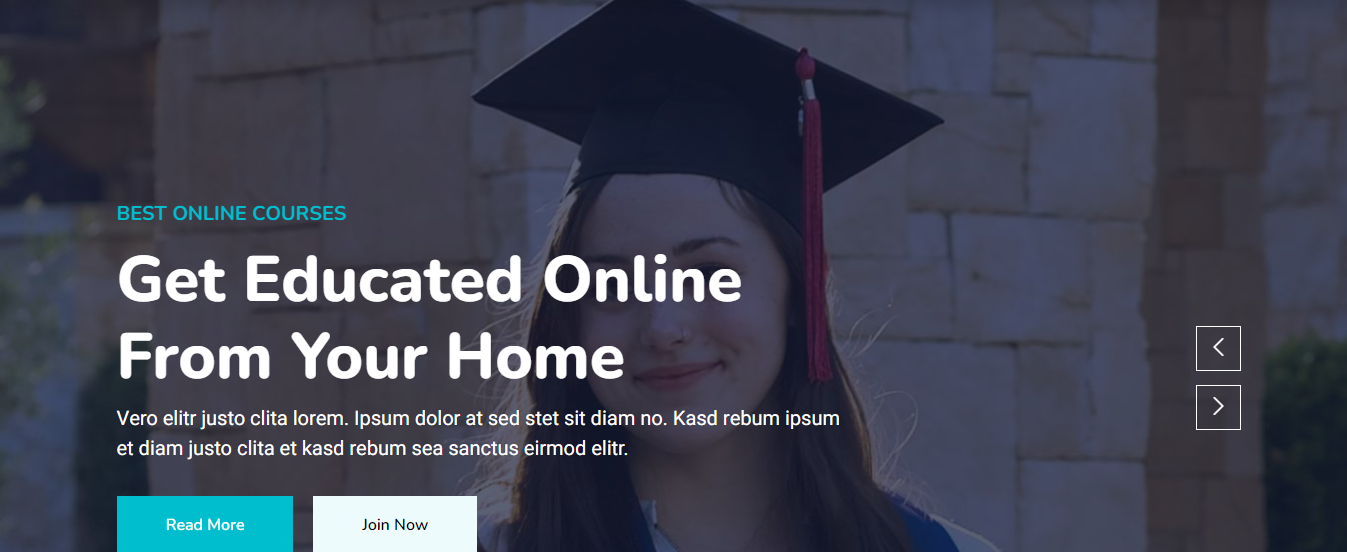 BEST ONLINE COURSES
Get Educated Online
From Your Home
Vero elitr justo clita lorem. Ipsum dolor at sed stet sit diam no. Kasd rebum ipsum
et diam justo clita et kasd rebum sea sanctus eirmod elitr.
Read More
Join Now